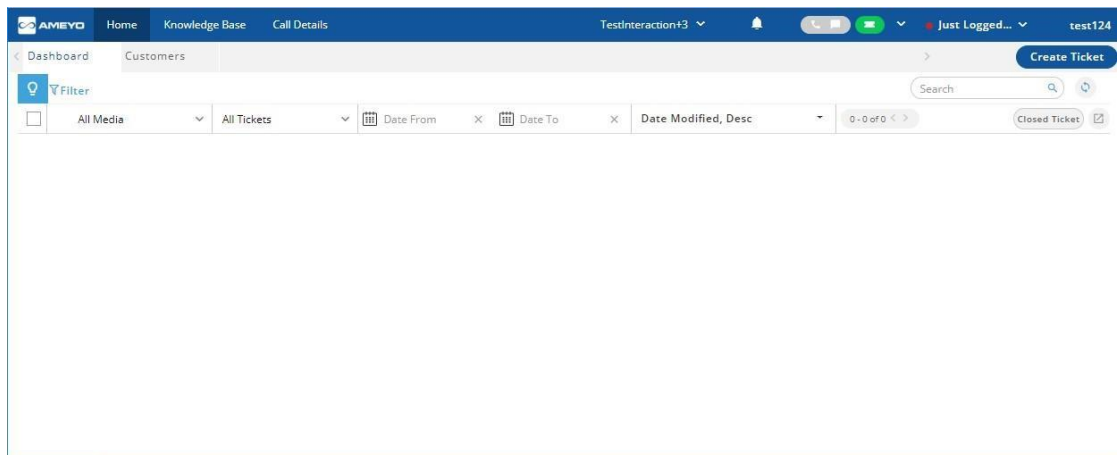 AMEYO Home Knowledge Base Call Details TestInteraction+3 Just Logged... test124
Dashboard Customers Create Ticket
Filter Search
All Media All Tickets Date From Date To Date Modified, Desc 0 - 0 of 0 Closed Ticket